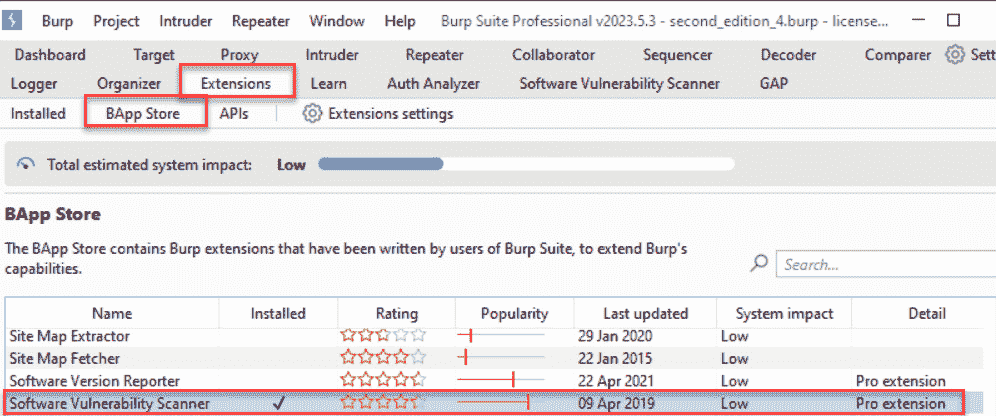 Burp Project Intruder Repeater Window Help Burp Suite Professional v2023.5.3 - second_edition_4.burp - license...
Dashboard Target Proxy Intruder Repeater Collaborator Sequencer Decoder Comparer Sett
Logger Organizer Extensions Learn Auth Analyzer Software Vulnerability Scanner GAP
Installed BApp Store APIs Extensions settings
Total estimated system impact: Low
BApp Store
The BApp Store contains Burp extensions that have been written by users of Burp Suite, to extend Burp's
capabilities.
Search...
Name Installed Rating Popularity Last updated System impact Detail
Site Map Extractor 29 Jan 2020 Low
Site Map Fetcher 22 Jan 2015 Low
Software Version Reporter 22 Apr 2021 Low Pro extension
Software Vulnerability Scanner ✓ 09 Apr 2019 Low Pro extension